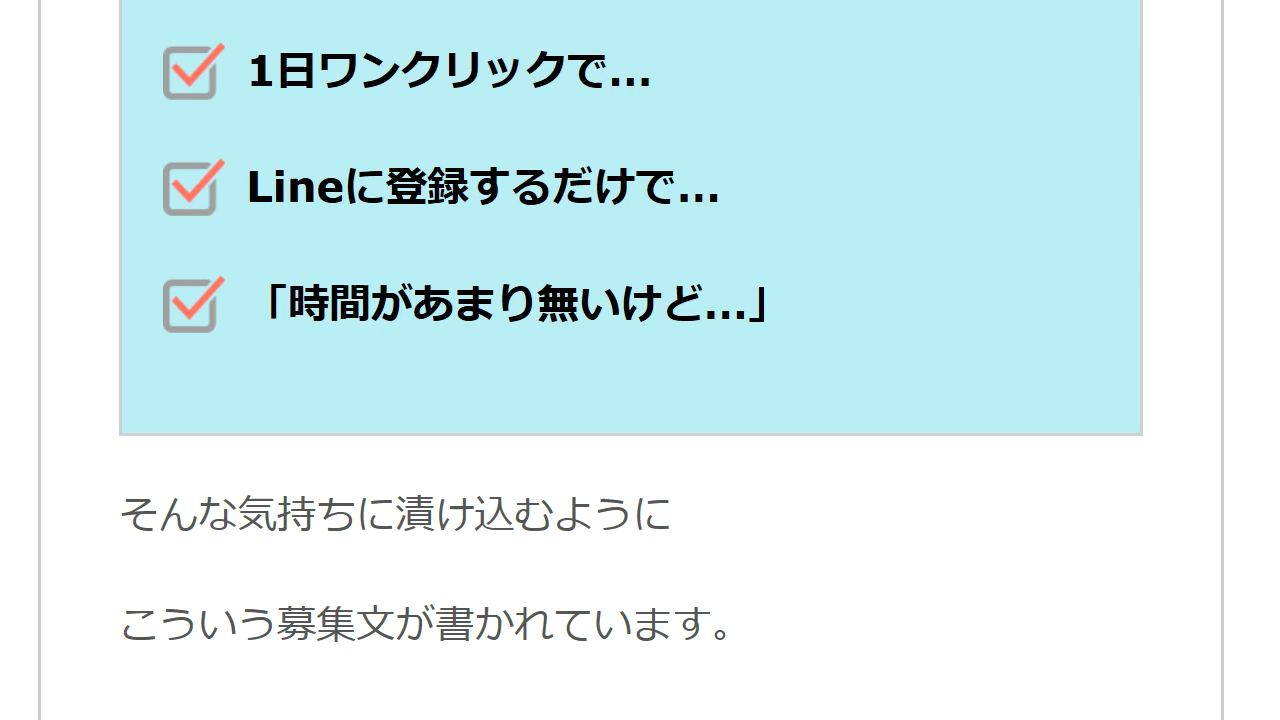 1日ワンクリックで...
Lineに登録するだけで...
「時間があまり無いけど...」
そんな気持ちに漬け込むように
こういう募集文が書かれています。